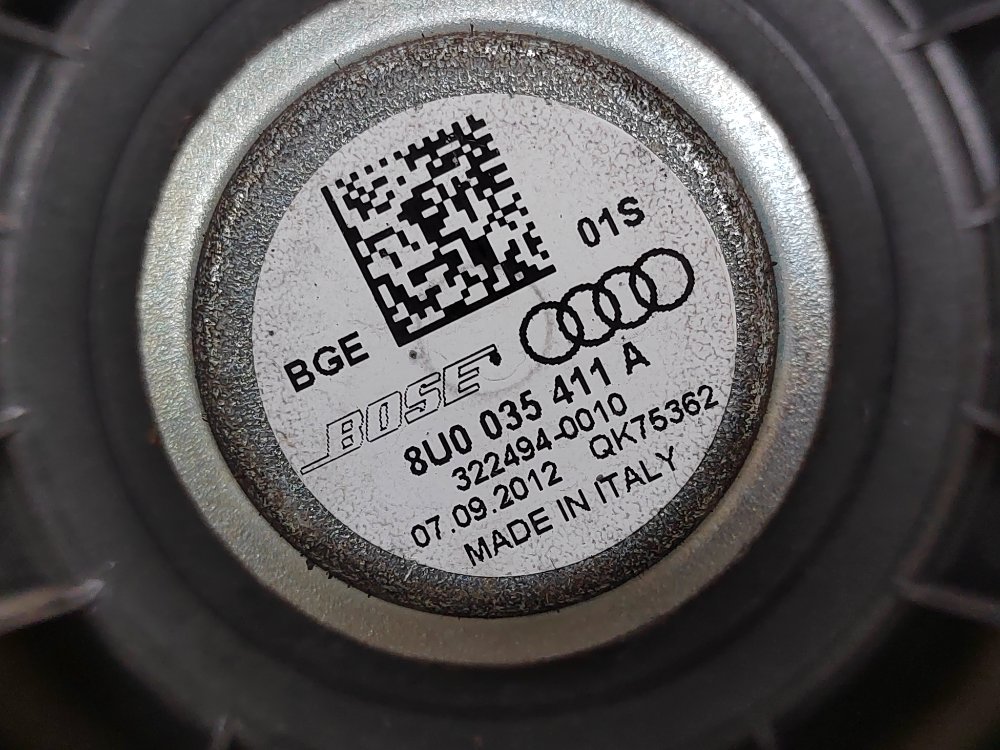 01S
BGE
BOSE
8U0 035 411 A
322494-0010
07.09.2012 QK75362
MADE IN ITALY